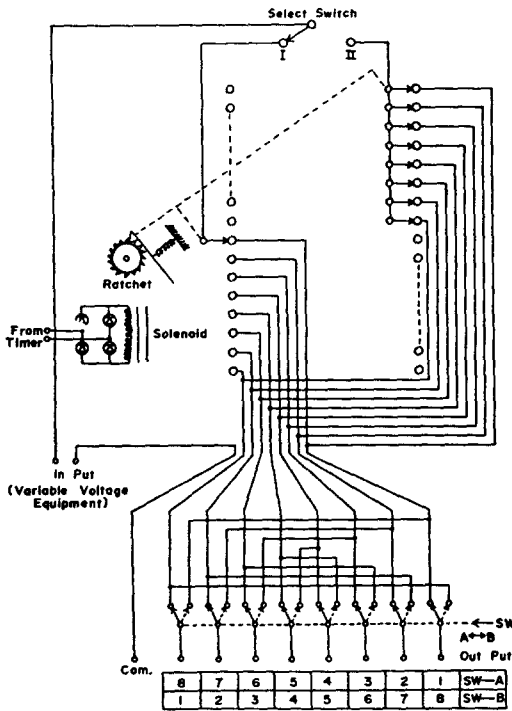 Select Switch
I II
Ratchet
From
Timer
Solenoid
In Put
(Variable Voltage
Equipment)
SW
A↔B
Out Put
Com.
8 7 6 5 4 3 2 1 SW—A
1 2 3 4 5 6 7 8 SW—B